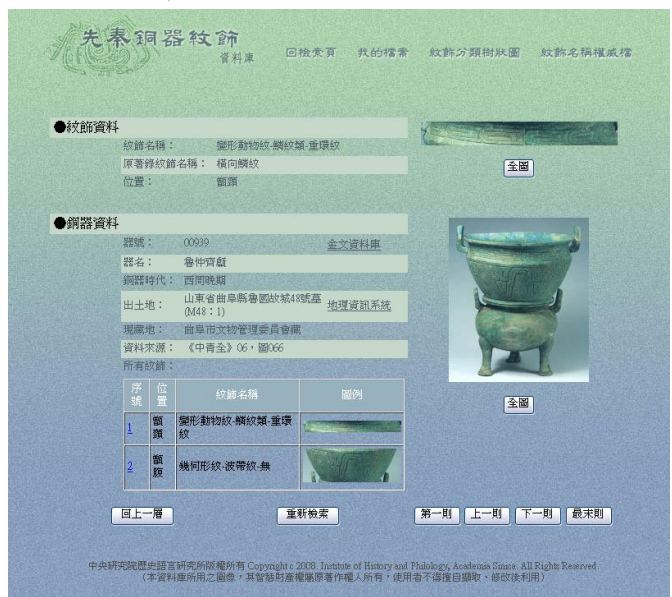 先秦銅器紋飾
資料庫
回檢索頁 我的檔案 紋飾分類樹狀圖 紋飾名稱權威檔
●紋飾資料
紋飾名稱： 變形動物紋-鱗紋類-重環紋
原著錄紋飾名稱： 橫向鱗紋
位置： 甑頸
全圖
●銅器資料
器號： 00939 金文資料庫
器名： 魯仲齊甗
銅器時代： 西周晚期
出土地： 山東省曲阜縣魯國故城48號墓(M48：1) 地理資訊系統
現藏地： 曲阜市文物管理委員會藏
資料來源： 《中青全》06，圖066
所有紋飾：
序號 位置 紋飾名稱 圖例
1 甑頸 變形動物紋-鱗紋類-重環紋
2 甑腹 幾何形紋-波帶紋-無
全圖
回上一層 重新檢索 第一則 上一則 下一則 最末則
中央研究院歷史語言研究所版權所有 Copyright c 2008. Institute of History and Philology, Academia Sinica. All Rights Reserved
（本資料庫所用之圖像，其智慧財產權屬原著作權人所有，使用者不得擅自擷取、修改後利用）